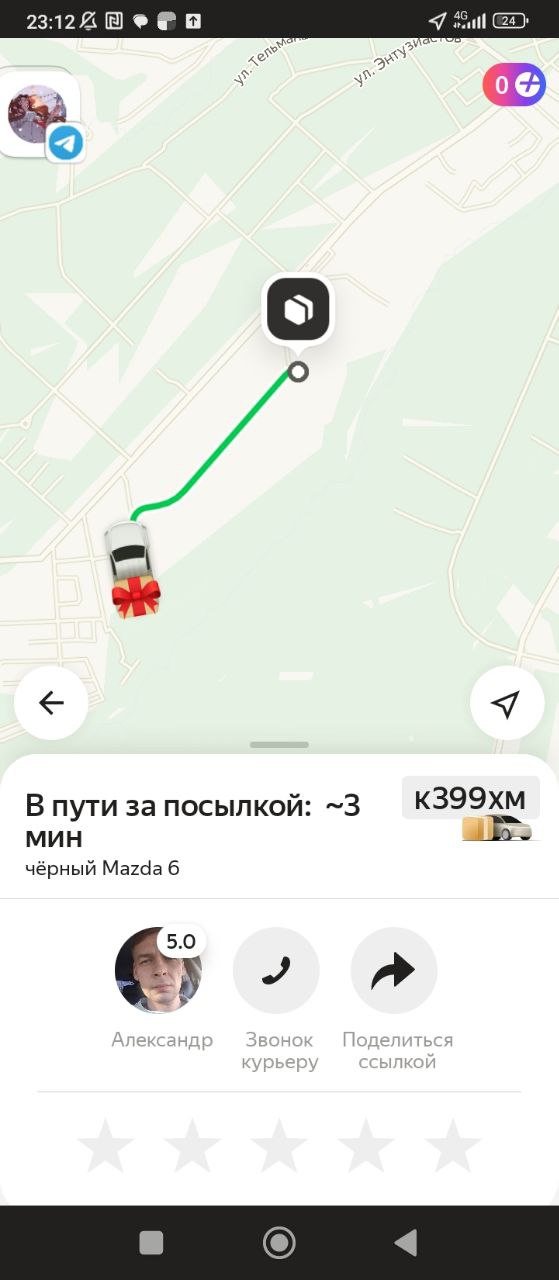 23:12
4G
24
ул. Тельмана
ул. Энтузиастов
0
В пути за посылкой: ~3
мин
к399хм
чёрный Mazda 6
5.0
Александр
Звонок
курьеру
Поделиться
ссылкой